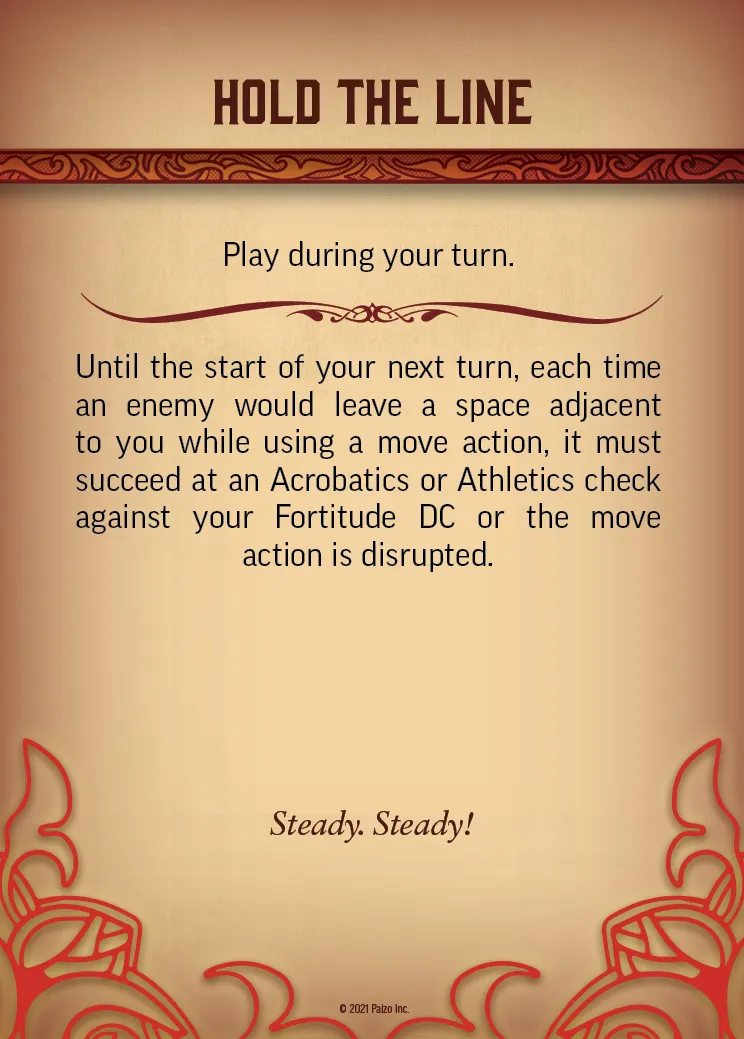 HOLD THE LINE
Play during your turn.
Until the start of your next turn, each time
an enemy would leave a space adjacent
to you while using a move action, it must
succeed at an Acrobatics or Athletics check
against your Fortitude DC or the move
action is disrupted.
Steady. Steady!
© 2021 Paizo Inc.